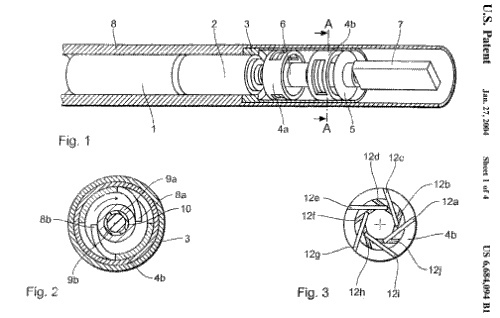 8 2 3 6 A 4b 7
1 4a A 5
Fig. 1
9a
8a
10
8b
3
9b
4b
Fig. 2
12d 12c
12e 12b
12f 12a
4b
12g
12j
12h 12i
Fig. 3
U.S. Patent
Jan. 27, 2004
Sheet 1 of 4
US 6,684,094 B1